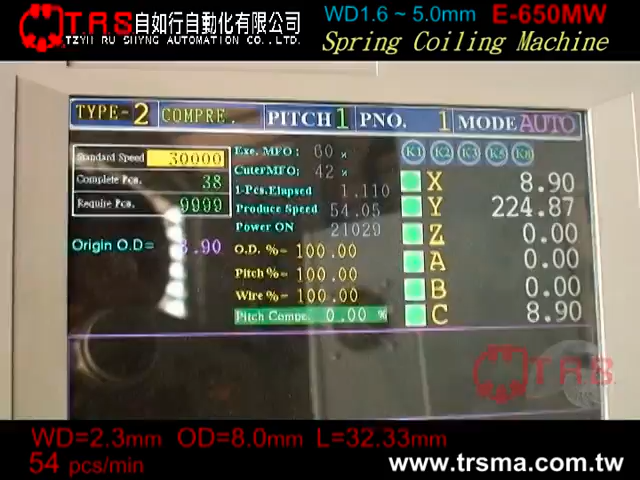 T.R.S 自如行自動化有限公司
TZYH RU SHYNG AUTOMATION CO., LTD.
WD1.6 ~ 5.0mm E-650MW
Spring Coiling Machine
TYPE-2 COMPRE. PITCH 1 PNO. 1 MODE AUTO
Standard Speed 30000
Complete Pcs. 38
Require Pcs. 9999
Origin O.D= 8.90
Exe. MFO: 60 %
CuterMFO: 42 %
1-Pcs.Elapsed 1.110
Produce Speed 54.05
Power ON 21029
O.D. %= 100.00
Pitch %= 100.00
Wire %= 100.00
Pitch Compe. 0.00 %
K1 K2 K3 K5 K8
X 8.90
Y 224.87
Z 0.00
A 0.00
B 0.00
C 8.90
T.R.S.
WD=2.3mm OD=8.0mm L=32.33mm
54 pcs/min
www.trsma.com.tw